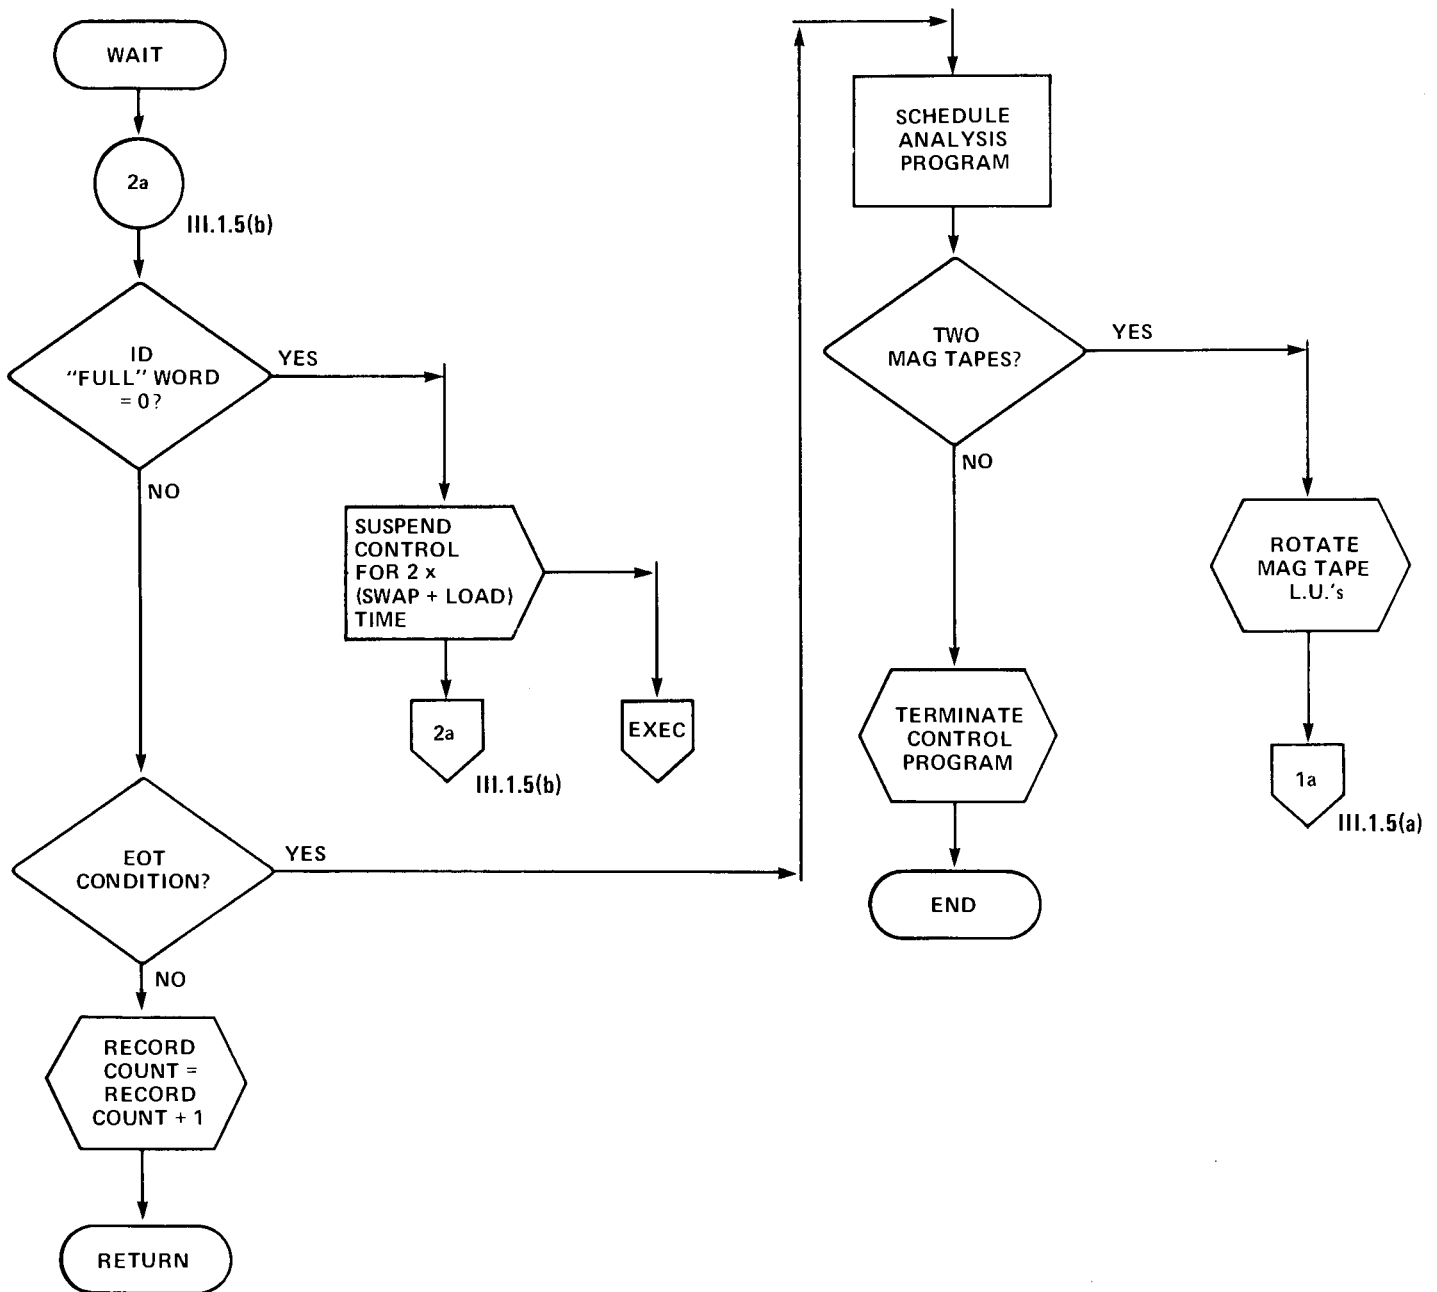 WAIT
2a
III.1.5(b)
ID
“FULL” WORD
= 0?
YES
NO
SUSPEND
CONTROL
FOR 2 x
(SWAP + LOAD)
TIME
2a
III.1.5(b)
EXEC
EOT
CONDITION?
YES
NO
RECORD
COUNT =
RECORD
COUNT + 1
RETURN
SCHEDULE
ANALYSIS
PROGRAM
TWO
MAG TAPES?
YES
NO
ROTATE
MAG TAPE
L.U.'s
1a
III.1.5(a)
TERMINATE
CONTROL
PROGRAM
END